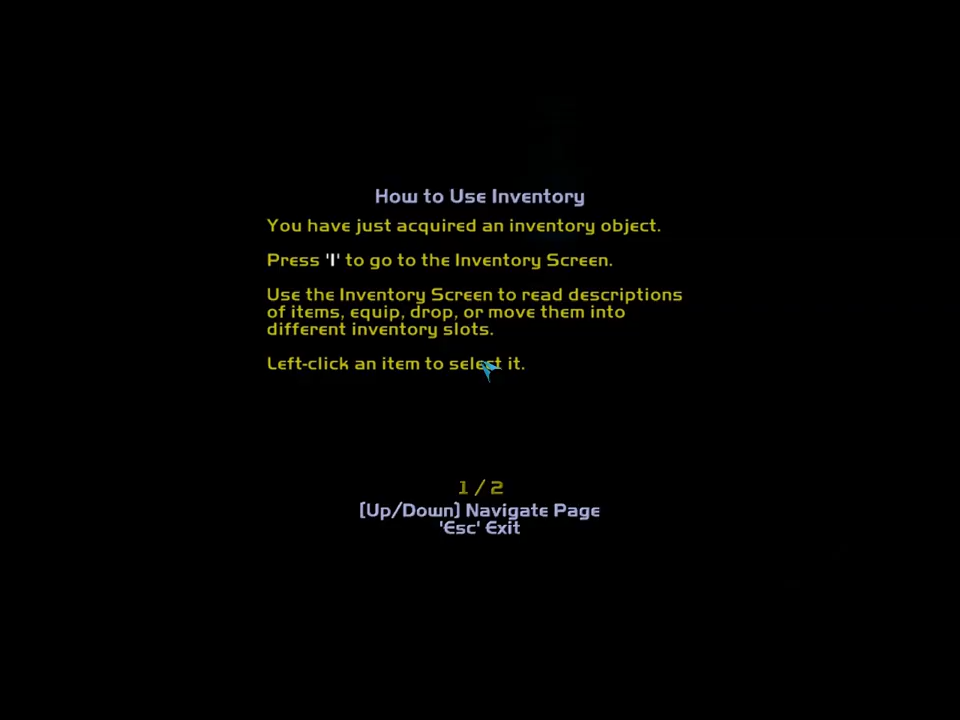 How to Use Inventory
You have just acquired an inventory object.
Press 'I' to go to the Inventory Screen.
Use the Inventory Screen to read descriptions
of items, equip, drop, or move them into
different inventory slots.
Left-click an item to select it.
1 / 2
[Up/Down] Navigate Page
'Esc' Exit